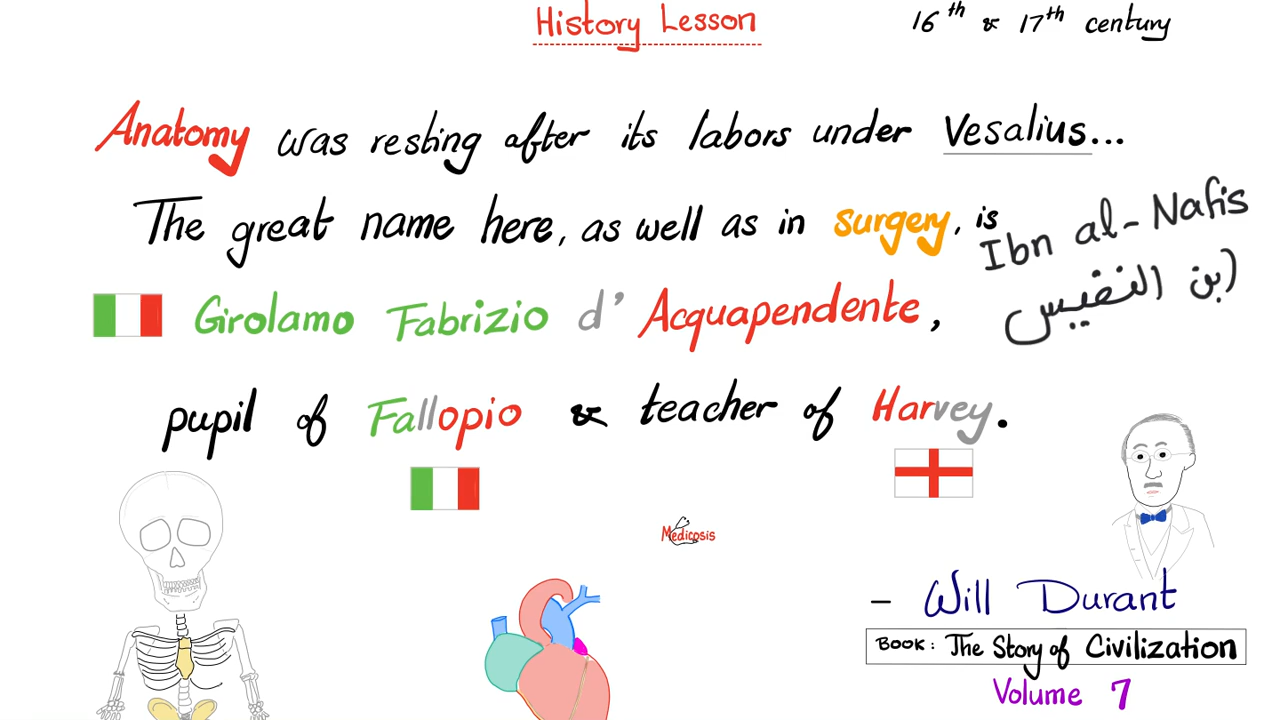 History Lesson
16th & 17th century
Anatomy was resting after its labors under Vesalius...
The great name here, as well as in surgery, is
Ibn al-Nafis
ابن النفيس
Girolamo Fabrizio d' Acquapendente,
pupil of Fallopio & teacher of Harvey.
Medicosis
- Will Durant
BOOK: The Story of Civilization
Volume 7